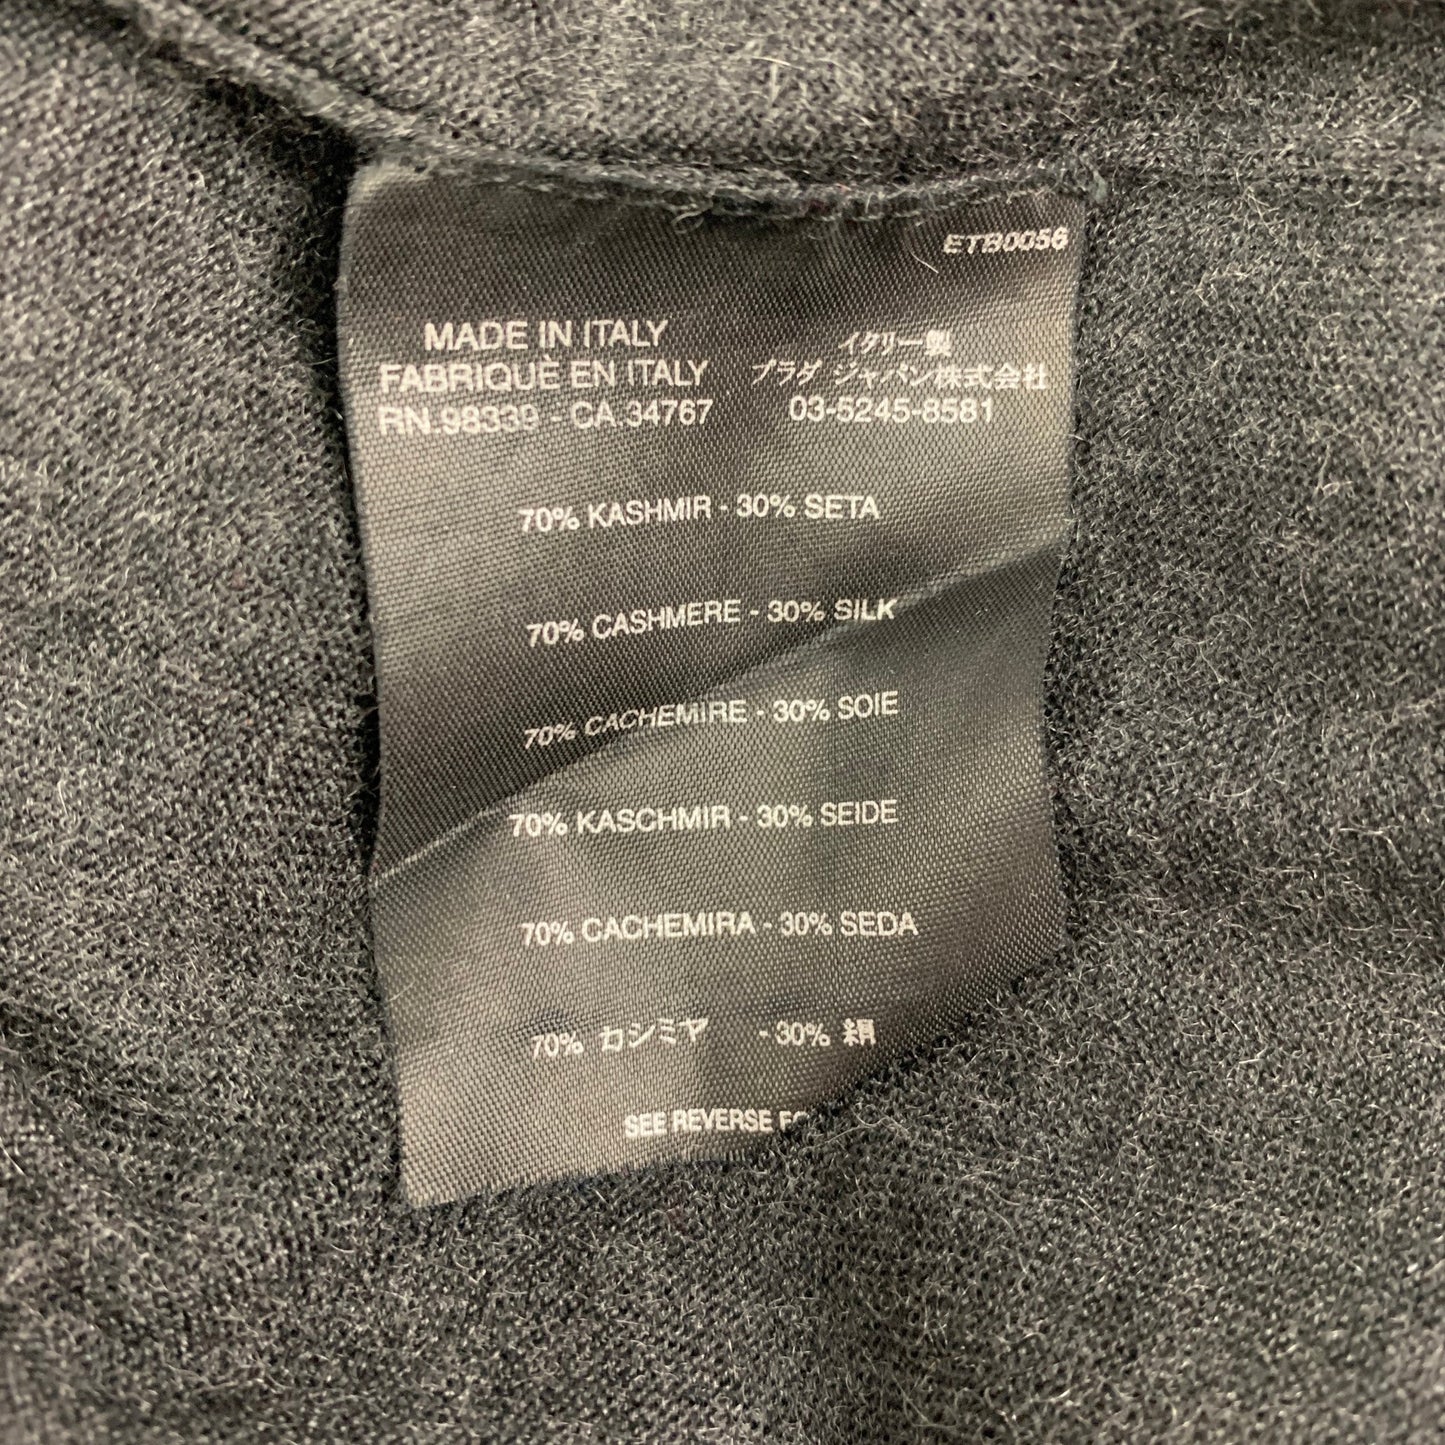 ETB0056
MADE IN ITALY
FABRIQUÈ EN ITALY
RN.98339 - CA.34767
イタリー製
プラダ ジャパン株式会社
03-5245-8581
70% KASHMIR - 30% SETA
70% CASHMERE - 30% SILK
70% CACHEMIRE - 30% SOIE
70% KASCHMIR - 30% SEIDE
70% CACHEMIRA - 30% SEDA
70% カシミヤ - 30% 絹
SEE REVERSE